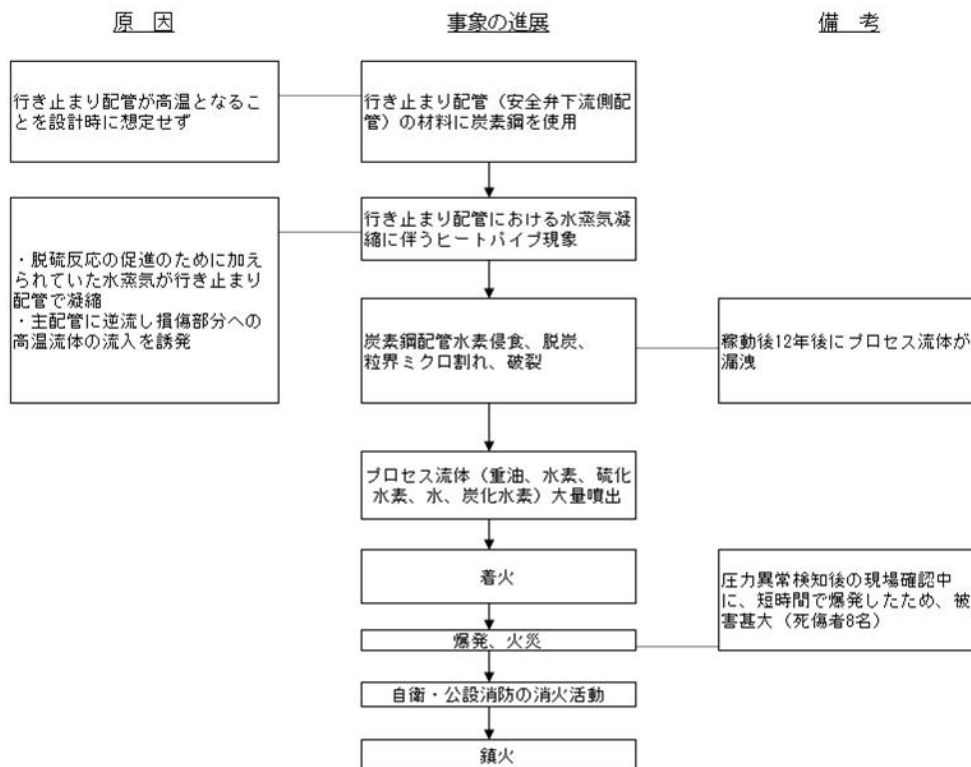 原　因
事象の進展
備　考
行き止まり配管が高温となるこ
とを設計時に想定せず
行き止まり配管（安全弁下流側配
管）の材料に炭素鋼を使用
・脱硫反応の促進のために加え
られていた水蒸気が行き止まり
配管で凝縮
・主配管に逆流し損傷部分への
高温流体の流入を誘発
行き止まり配管における水蒸気凝
縮に伴うヒートパイプ現象
炭素鋼配管水素侵食、脱炭、
粒界ミクロ割れ、破裂
稼動後12年後にプロセス流体が
漏洩
プロセス流体（重油、水素、硫化
水素、水、炭化水素）大量噴出
着火
圧力異常検知後の現場確認中
に、短時間で爆発したため、被
害甚大（死傷者8名）
爆発、火災
自衛・公設消防の消火活動
鎮火